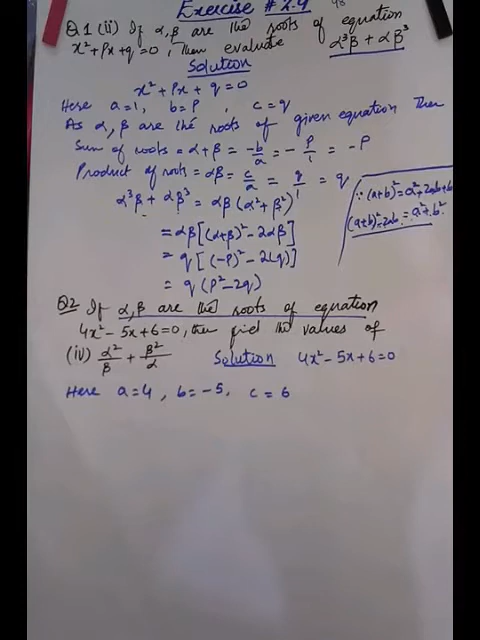 Exercise # 2.4
Q1 (ii) If α, β are the roots of equation
x² + Px + q = 0, Then evaluate α³β + αβ³
Solution
x² + Px + q = 0
Here a = 1, b = P, c = q
As α, β are the roots of given equation Then
Sum of roots = α + β = -b/a = - P/1 = - P
Product of roots = αβ = c/a = q/1 = q
α³β + αβ³ = αβ(α² + β²)
∵ (a+b)² = a² + 2ab + b
(a+b)² - 2ab = a² + b²
= αβ[(α+β)² - 2αβ]
= q[(-P)² - 2(q)]
= q(P² - 2q)
Q2 If α, β are the roots of equation
4x² - 5x + 6 = 0, then find the values of
(iv) α²/β + β²/α Solution 4x² - 5x + 6 = 0
Here a = 4, b = -5, c = 6